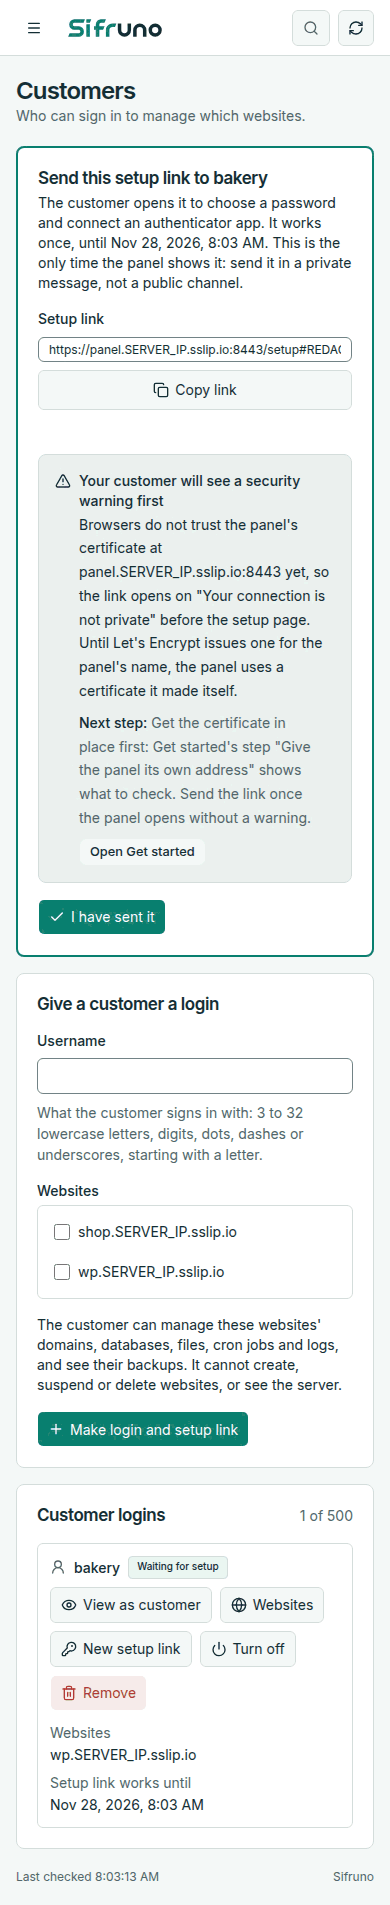 Sifruno
Customers
Who can sign in to manage which websites.
Send this setup link to bakery
The customer opens it to choose a password
and connect an authenticator app. It works
once, until Nov 28, 2026, 8:03 AM. This is the
only time the panel shows it: send it in a private
message, not a public channel.
Setup link
https://panel.SERVER_IP.sslip.io:8443/setup#REDAC
Copy link
Your customer will see a security
warning first
Browsers do not trust the panel's
certificate at
panel.SERVER_IP.sslip.io:8443 yet, so
the link opens on "Your connection is
not private" before the setup page.
Until Let's Encrypt issues one for the
panel's name, the panel uses a
certificate it made itself.
Next step: Get the certificate in
place first: Get started's step "Give
the panel its own address" shows
what to check. Send the link once
the panel opens without a warning.
Open Get started
I have sent it
Give a customer a login
Username
What the customer signs in with: 3 to 32
lowercase letters, digits, dots, dashes or
underscores, starting with a letter.
Websites
shop.SERVER_IP.sslip.io
wp.SERVER_IP.sslip.io
The customer can manage these websites'
domains, databases, files, cron jobs and logs,
and see their backups. It cannot create,
suspend or delete websites, or see the server.
Make login and setup link
Customer logins 1 of 500
bakery Waiting for setup
View as customer Websites
New setup link Turn off
Remove
Websites
wp.SERVER_IP.sslip.io
Setup link works until
Nov 28, 2026, 8:03 AM
Last checked 8:03:13 AM Sifruno